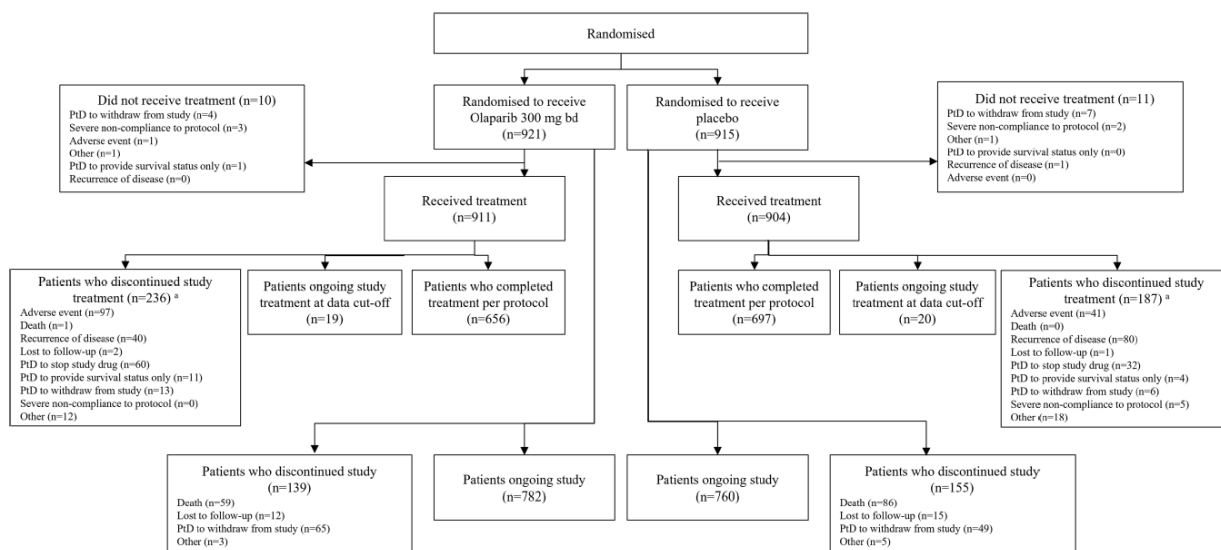 Randomised
Did not receive treatment (n=10)
PtD to withdraw from study (n=4)
Severe non-compliance to protocol (n=3)
Adverse event (n=1)
Other (n=1)
PtD to provide survival status only (n=1)
Recurrence of disease (n=0)
Randomised to receive
Olaparib 300 mg bd
(n=921)
Randomised to receive
placebo
(n=915)
Did not receive treatment (n=11)
PtD to withdraw from study (n=7)
Severe non-compliance to protocol (n=2)
Other (n=1)
PtD to provide survival status only (n=0)
Recurrence of disease (n=1)
Adverse event (n=0)
Received treatment
(n=911)
Received treatment
(n=904)
Patients who discontinued study
treatment (n=236) a
Adverse event (n=97)
Death (n=1)
Recurrence of disease (n=40)
Lost to follow-up (n=2)
PtD to stop study drug (n=60)
PtD to provide survival status only (n=11)
PtD to withdraw from study (n=13)
Severe non-compliance to protocol (n=0)
Other (n=12)
Patients ongoing study
treatment at data cut-off
(n=19)
Patients who completed
treatment per protocol
(n=656)
Patients who completed
treatment per protocol
(n=697)
Patients ongoing study
treatment at data cut-off
(n=20)
Patients who discontinued study
treatment (n=187) a
Adverse event (n=41)
Death (n=0)
Recurrence of disease (n=80)
Lost to follow-up (n=1)
PtD to stop study drug (n=32)
PtD to provide survival status only (n=4)
PtD to withdraw from study (n=6)
Severe non-compliance to protocol (n=5)
Other (n=18)
Patients who discontinued study
(n=139)
Death (n=59)
Lost to follow-up (n=12)
PtD to withdraw from study (n=65)
Other (n=3)
Patients ongoing study
(n=782)
Patients ongoing study
(n=760)
Patients who discontinued study
(n=155)
Death (n=86)
Lost to follow-up (n=15)
PtD to withdraw from study (n=49)
Other (n=5)